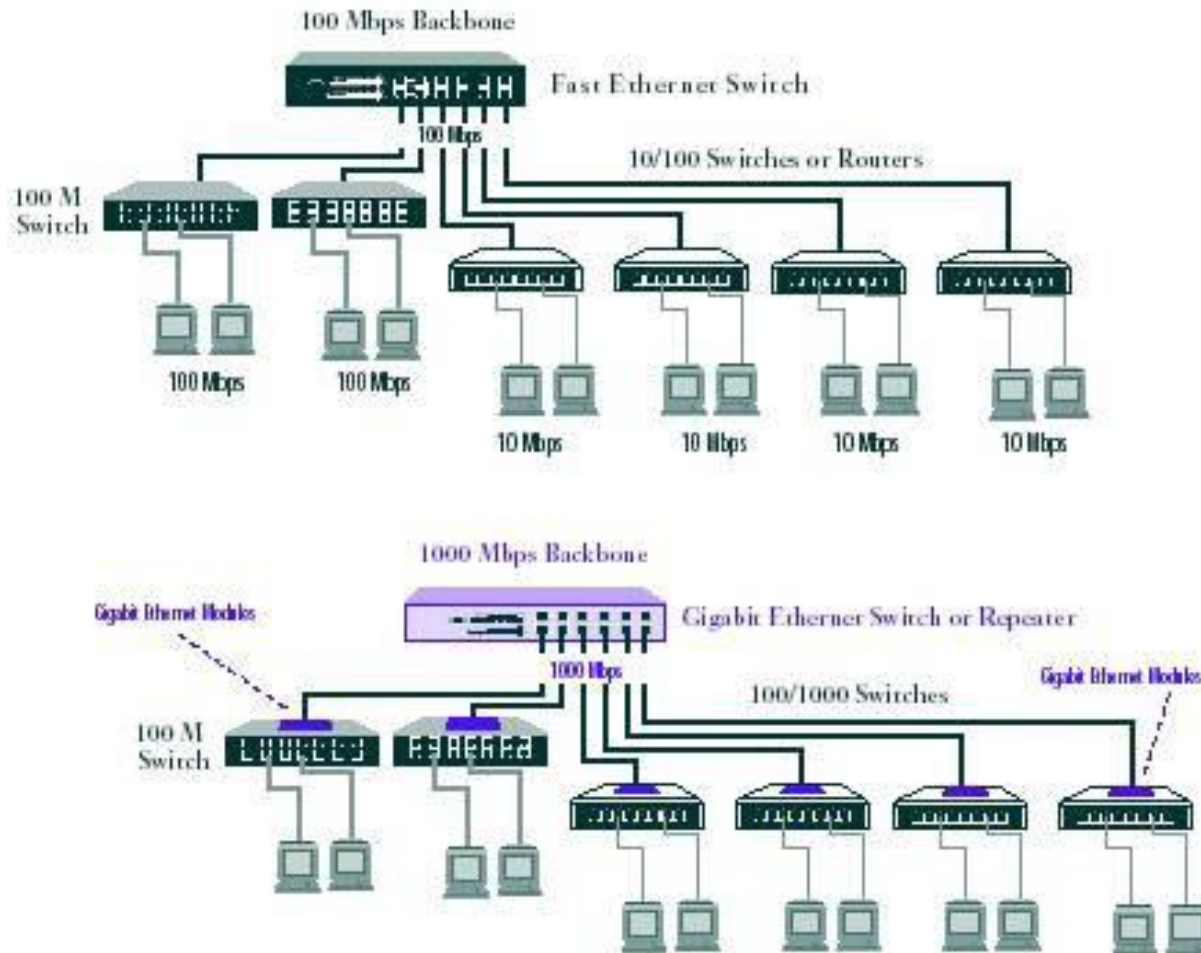 100 Mbps Backbone
Fast Ethernet Switch
100 Mbps
10/100 Switches or Routers
100 M
Switch
100 Mbps
100 Mbps
10 Mbps
10 Mbps
10 Mbps
10 Mbps
1000 Mbps Backbone
Gigabit Ethernet Modules
Gigabit Ethernet Switch or Repeater
1000 Mbps
Gigabit Ethernet Modules
100/1000 Switches
100 M
Switch